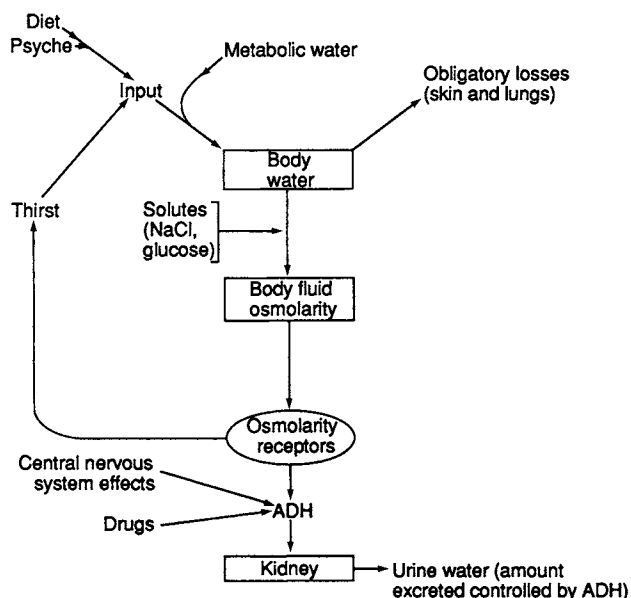 Diet
Psyche
Metabolic water
Input
Obligatory losses
(skin and lungs)
Body
water
Thirst
Solutes
(NaCl,
glucose)
Body fluid
osmolarity
Osmolarity
receptors
Central nervous
system effects
ADH
Drugs
Kidney
Urine water (amount
excreted controlled by ADH)